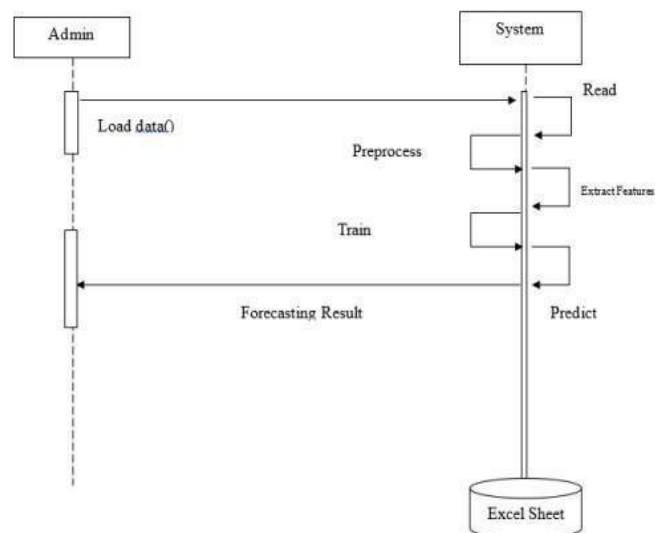 Admin
System
Read
Load data()
Preprocess
Extract Features
Train
Forecasting Result
Predict
Excel Sheet